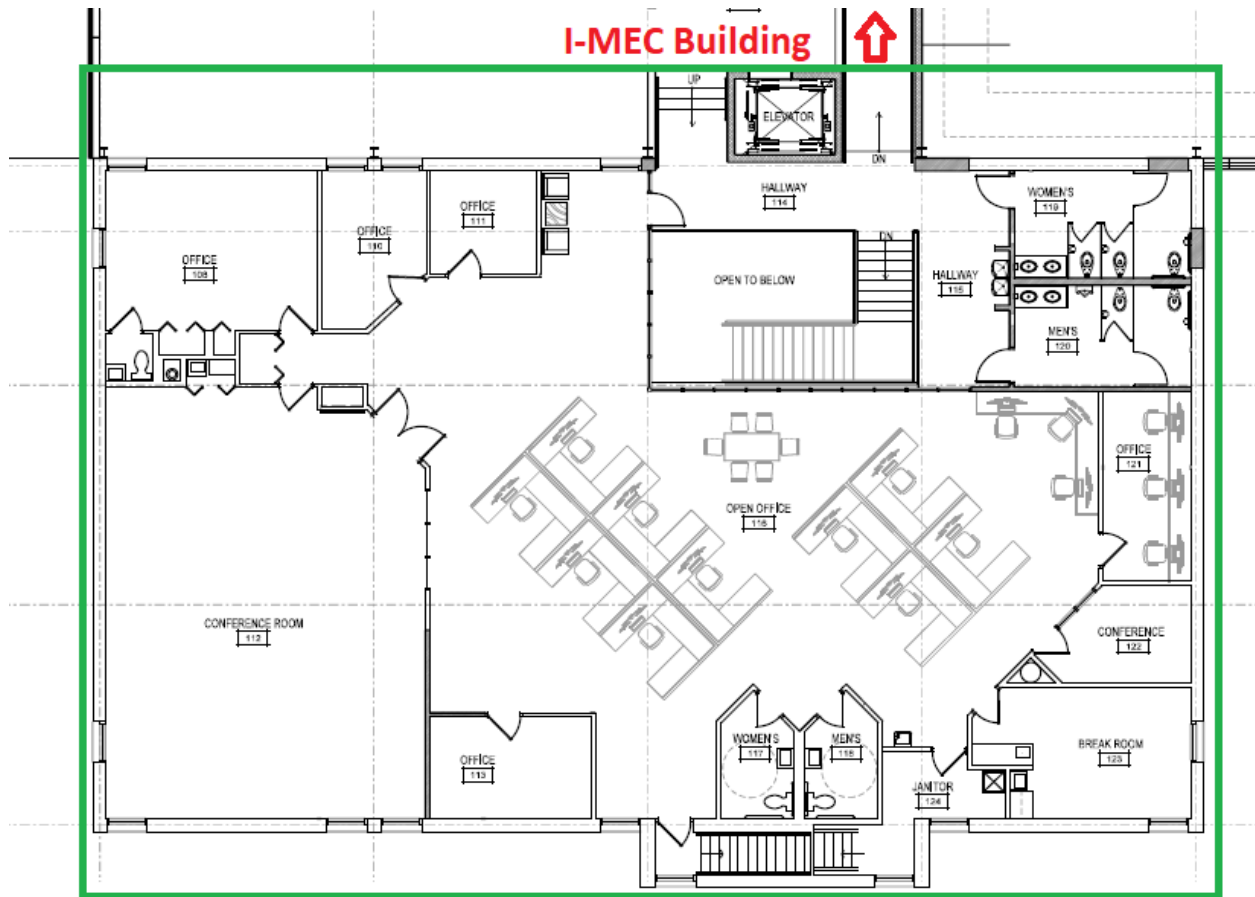 I-MEC Building
UP
ELEVATOR
DN
HALLWAY
114
WOMEN'S
119
OFFICE
111
OFFICE
110
OFFICE
108
DN
OPEN TO BELOW
HALLWAY
115
MEN'S
120
OFFICE
121
OPEN OFFICE
116
CONFERENCE ROOM
112
CONFERENCE
122
WOMEN'S
117
MEN'S
118
BREAK ROOM
123
OFFICE
113
JANITOR
124